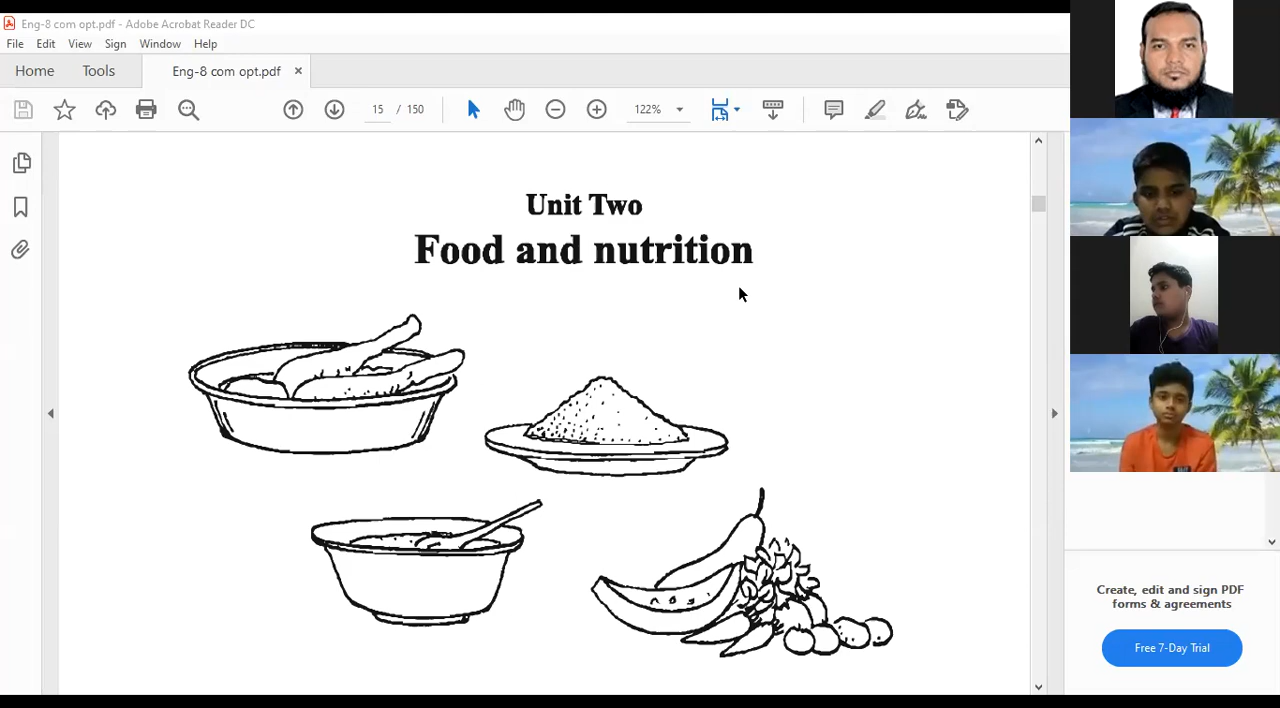 Eng-8 com opt.pdf - Adobe Acrobat Reader DC
File Edit View Sign Window Help
Home Tools Eng-8 com opt.pdf ×
15 / 150 122%
Unit Two
Food and nutrition
Create, edit and sign PDF
forms & agreements
Free 7-Day Trial